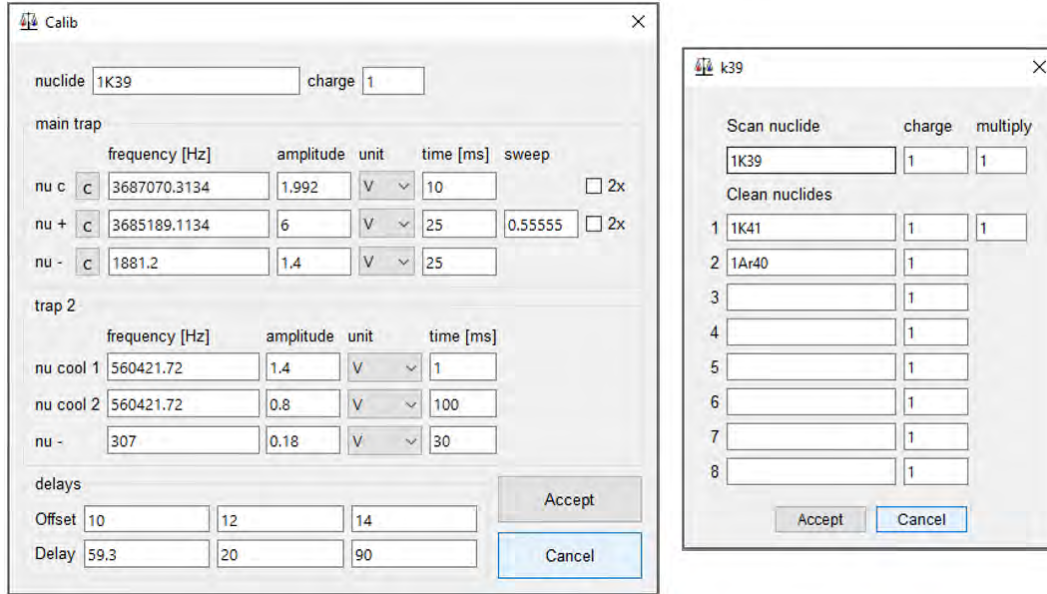 Calib
nuclide 1K39 charge 1
main trap
frequency [Hz] amplitude unit time [ms] sweep
nu c c 3687070.3134 1.992 V 10 2x
nu + c 3685189.1134 6 V 25 0.55555 2x
nu - c 1881.2 1.4 V 25
trap 2
frequency [Hz] amplitude unit time [ms]
nu cool 1 560421.72 1.4 V 1
nu cool 2 560421.72 0.8 V 100
nu - 307 0.18 V 30
delays
Offset 10 12 14
Delay 59.3 20 90
Accept
Cancel
k39
Scan nuclide charge multiply
1K39 1 1
Clean nuclides
1 1K41 1 1
2 1Ar40 1
3 1
4 1
5 1
6 1
7 1
8 1
Accept Cancel